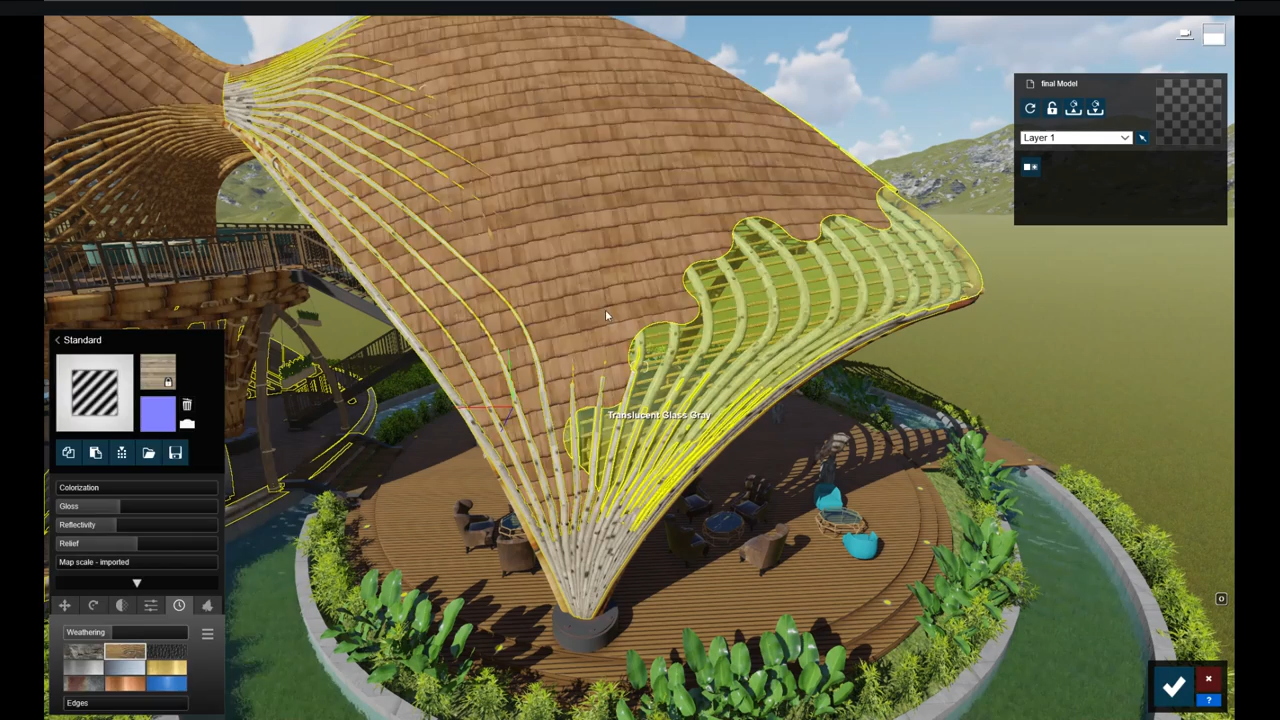 final Model
Layer 1
Standard
Translucent Glass Gray
Colorization
Gloss
Reflectivity
Relief
Map scale - imported
Weathering
Edges
?